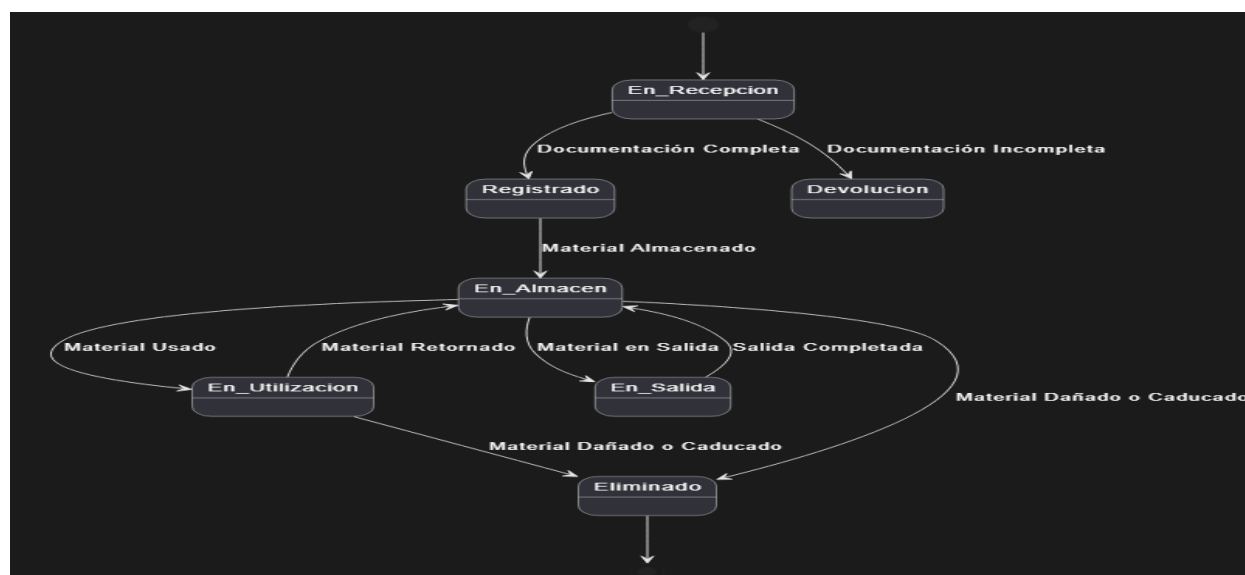 En_Recepcion
Documentación Completa
Documentación Incompleta
Registrado
Devolucion
Material Almacenado
En_Almacen
Material Usado
Material Retornado
Material en Salida
Salida Completada
En_Utilizacion
En_Salida
Material Dañado o Caducado
Material Dañado o Caducado
Eliminado